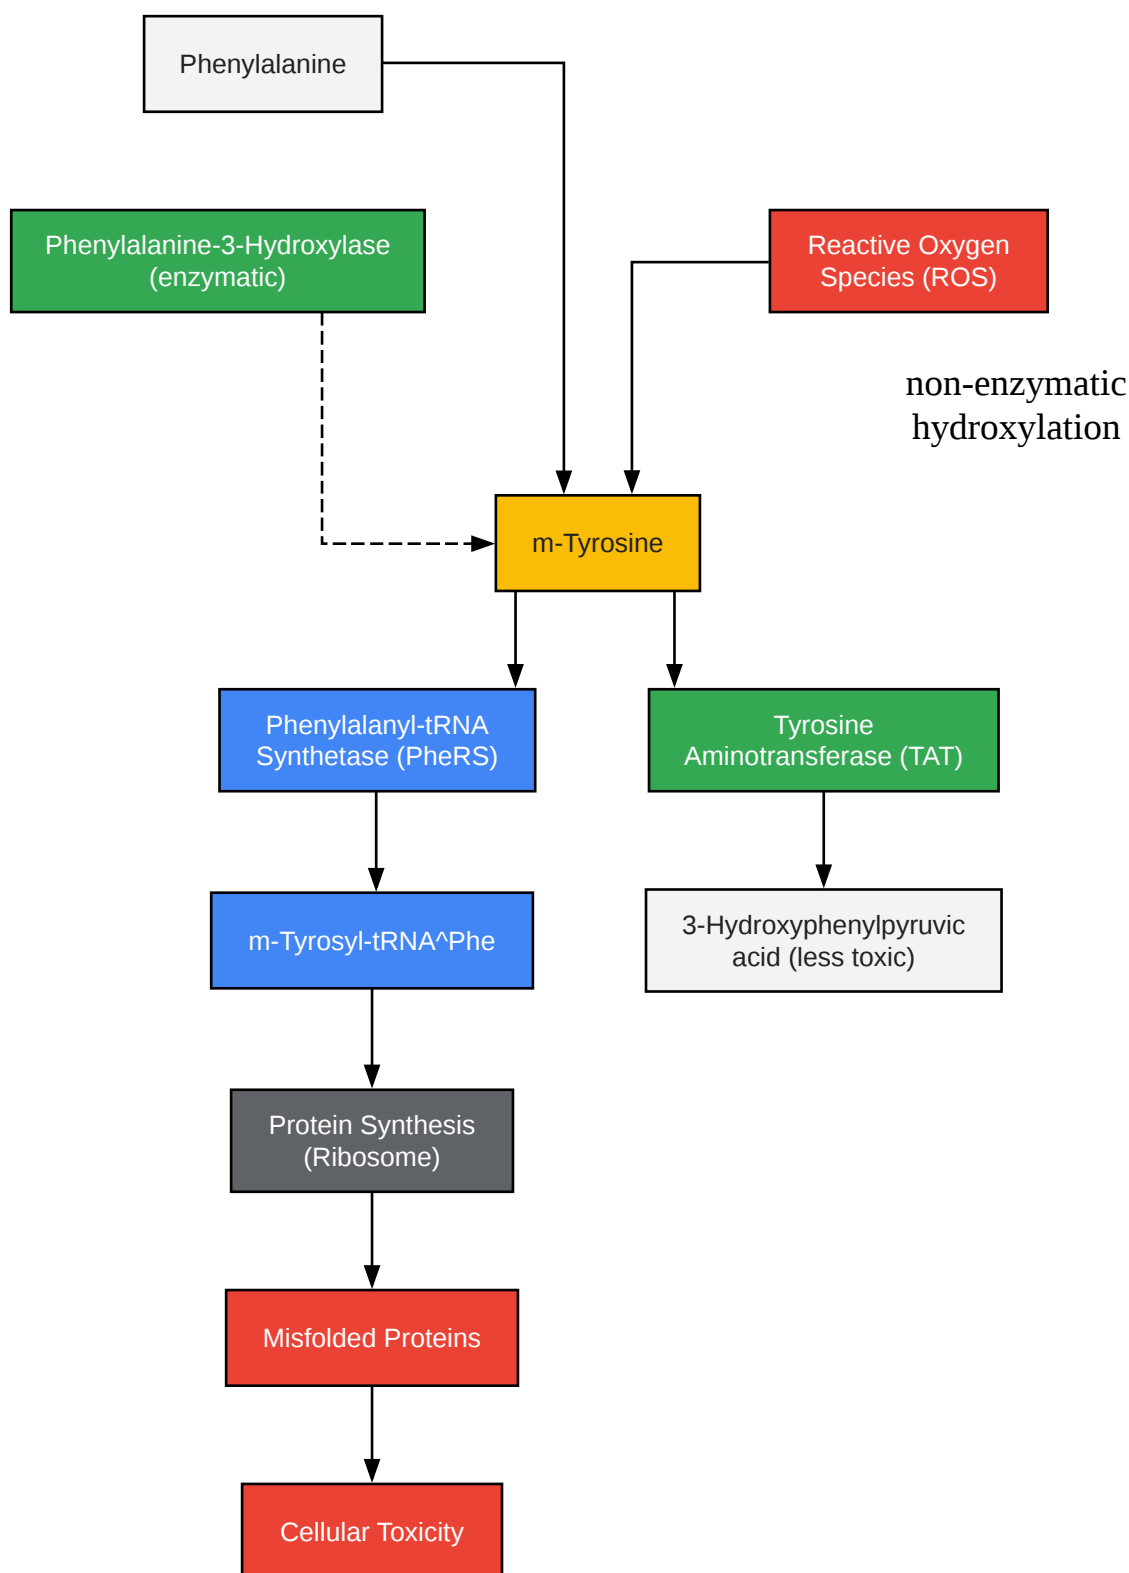 Phenylalanine
Phenylalanine-3-Hydroxylase
(enzymatic)
Reactive Oxygen
Species (ROS)
non-enzymatic
hydroxylation
m-Tyrosine
Phenylalanyl-tRNA
Synthetase (PheRS)
Tyrosine
Aminotransferase (TAT)
m-Tyrosyl-tRNA^Phe
3-Hydroxyphenylpyruvic
acid (less toxic)
Protein Synthesis
(Ribosome)
Misfolded Proteins
Cellular Toxicity